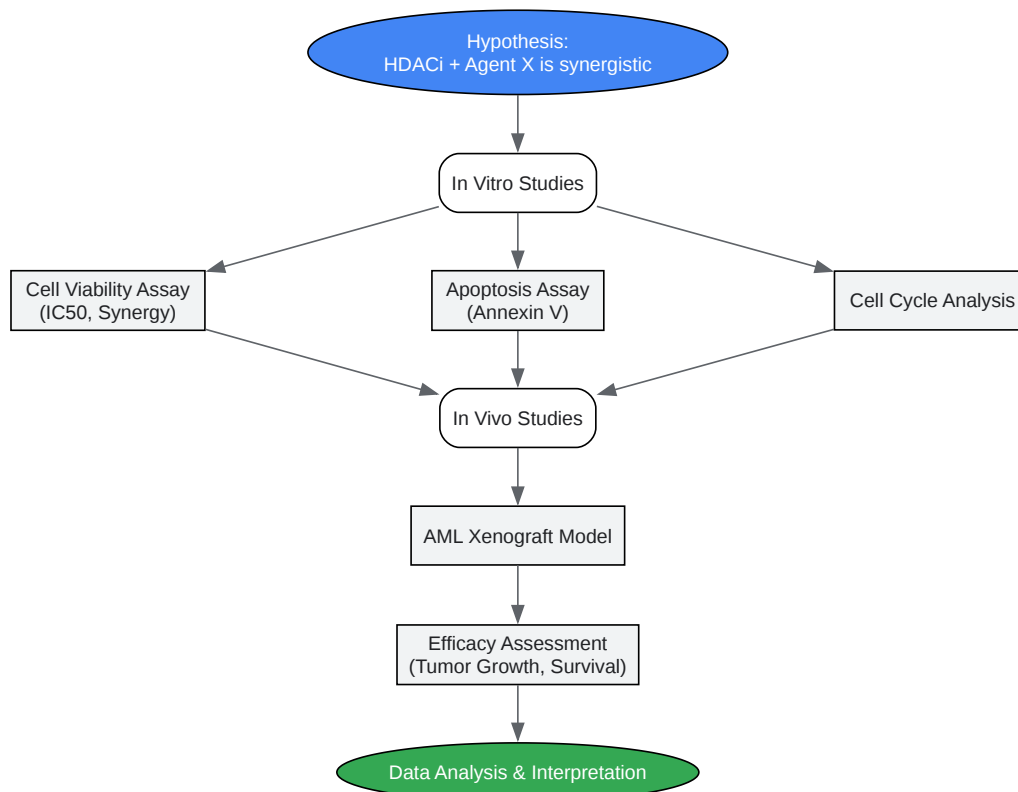 Hypothesis:
HDACi + Agent X is synergistic
In Vitro Studies
Cell Viability Assay
(IC50, Synergy)
Apoptosis Assay
(Annexin V)
Cell Cycle Analysis
In Vivo Studies
AML Xenograft Model
Efficacy Assessment
(Tumor Growth, Survival)
Data Analysis & Interpretation